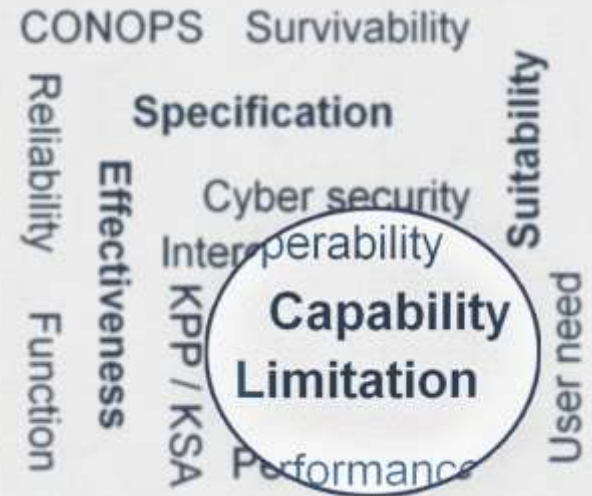 CONOPS Survivability
Reliability
Specification
Suitability
Effectiveness
Cyber security
Interoperability
Capability
Limitation
KPP / KSA
Function
User need
Performance